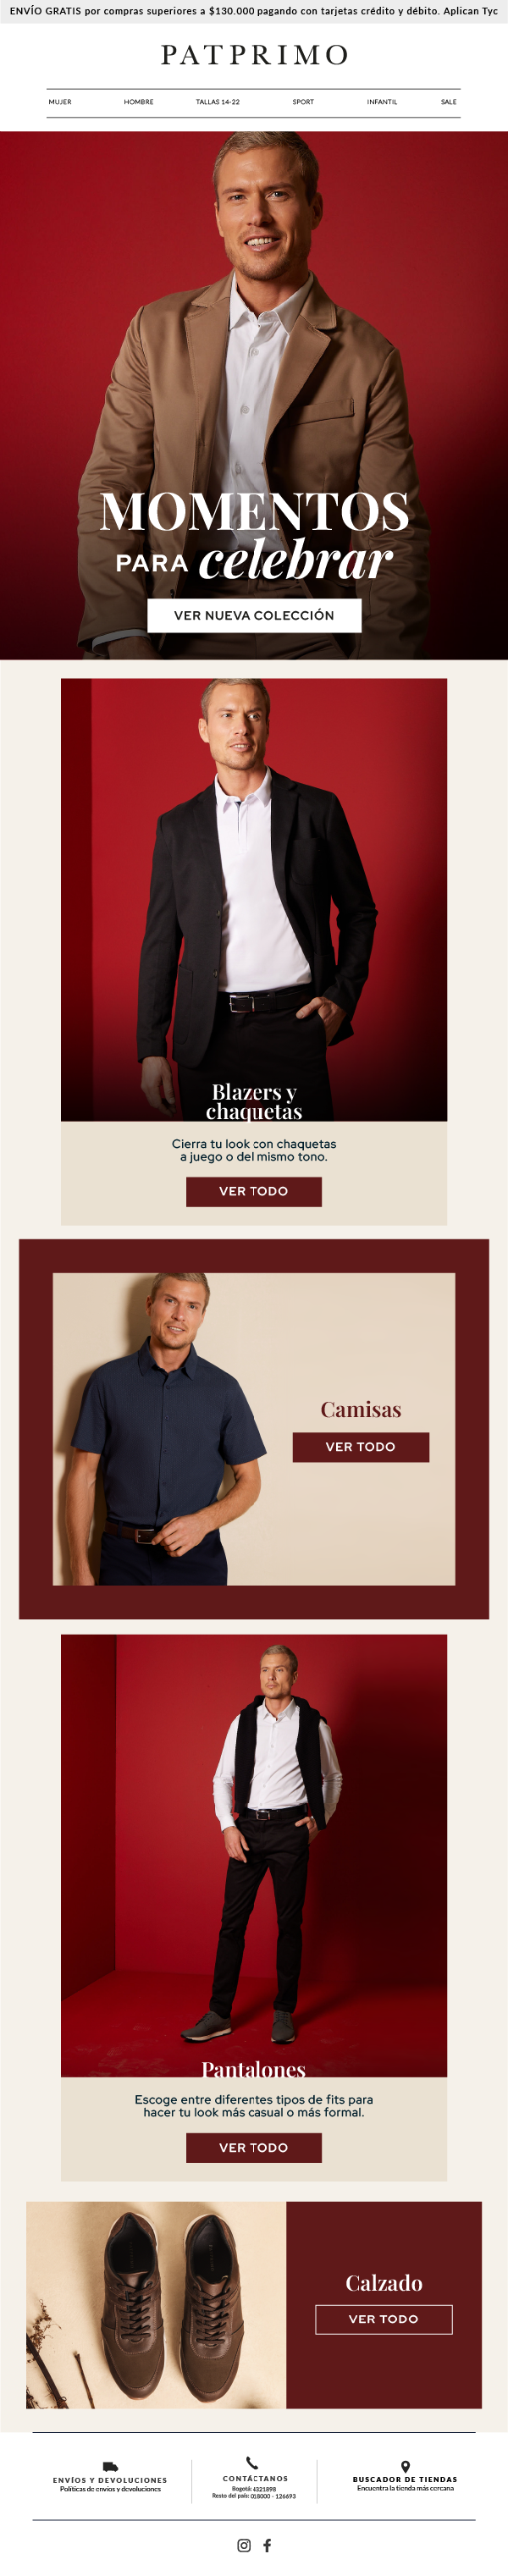 ENVÍO GRATIS por compras superiores a $130.000 pagando con tarjetas crédito y débito. Aplican Tyc
PATPRIMO
MUJER HOMBRE TALLAS 14-22 SPORT INFANTIL SALE
MOMENTOS
PARA celebrar
VER NUEVA COLECCIÓN
Blazers y
chaquetas
Cierra tu look con chaquetas
a juego o del mismo tono.
VER TODO
Camisas
VER TODO
Pantalones
Escoge entre diferentes tipos de fits para
hacer tu look más casual o más formal.
VER TODO
Calzado
VER TODO
ENVÍOS Y DEVOLUCIONES
Políticas de envíos y devoluciones
CONTÁCTANOS
Bogotá: 4321898
Resto del país: 018000 - 126693
BUSCADOR DE TIENDAS
Encuentra la tienda más cercana